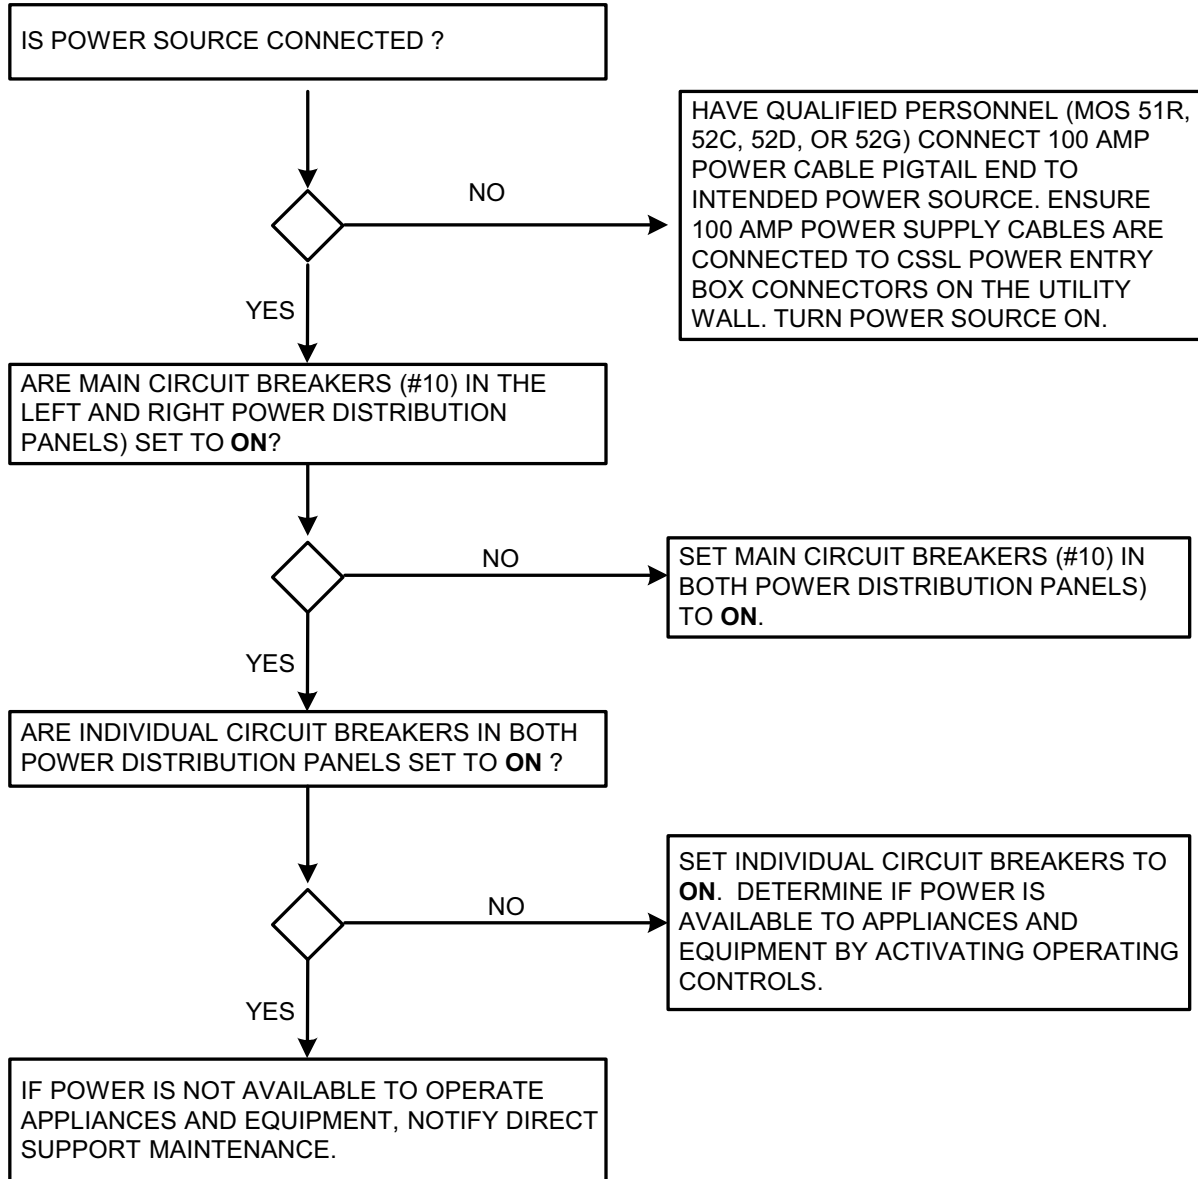 IS POWER SOURCE CONNECTED ?
HAVE QUALIFIED PERSONNEL (MOS 51R,
52C, 52D, OR 52G) CONNECT 100 AMP
POWER CABLE PIGTAIL END TO
INTENDED POWER SOURCE. ENSURE
100 AMP POWER SUPPLY CABLES ARE
CONNECTED TO CSSL POWER ENTRY
BOX CONNECTORS ON THE UTILITY
WALL. TURN POWER SOURCE ON.
NO
YES
ARE MAIN CIRCUIT BREAKERS (#10) IN THE
LEFT AND RIGHT POWER DISTRIBUTION
PANELS) SET TO ON?
NO
SET MAIN CIRCUIT BREAKERS (#10) IN
BOTH POWER DISTRIBUTION PANELS)
TO ON.
YES
ARE INDIVIDUAL CIRCUIT BREAKERS IN BOTH
POWER DISTRIBUTION PANELS SET TO ON ?
NO
SET INDIVIDUAL CIRCUIT BREAKERS TO
ON.  DETERMINE IF POWER IS
AVAILABLE TO APPLIANCES AND
EQUIPMENT BY ACTIVATING OPERATING
CONTROLS.
YES
IF POWER IS NOT AVAILABLE TO OPERATE
APPLIANCES AND EQUIPMENT, NOTIFY DIRECT
SUPPORT MAINTENANCE.